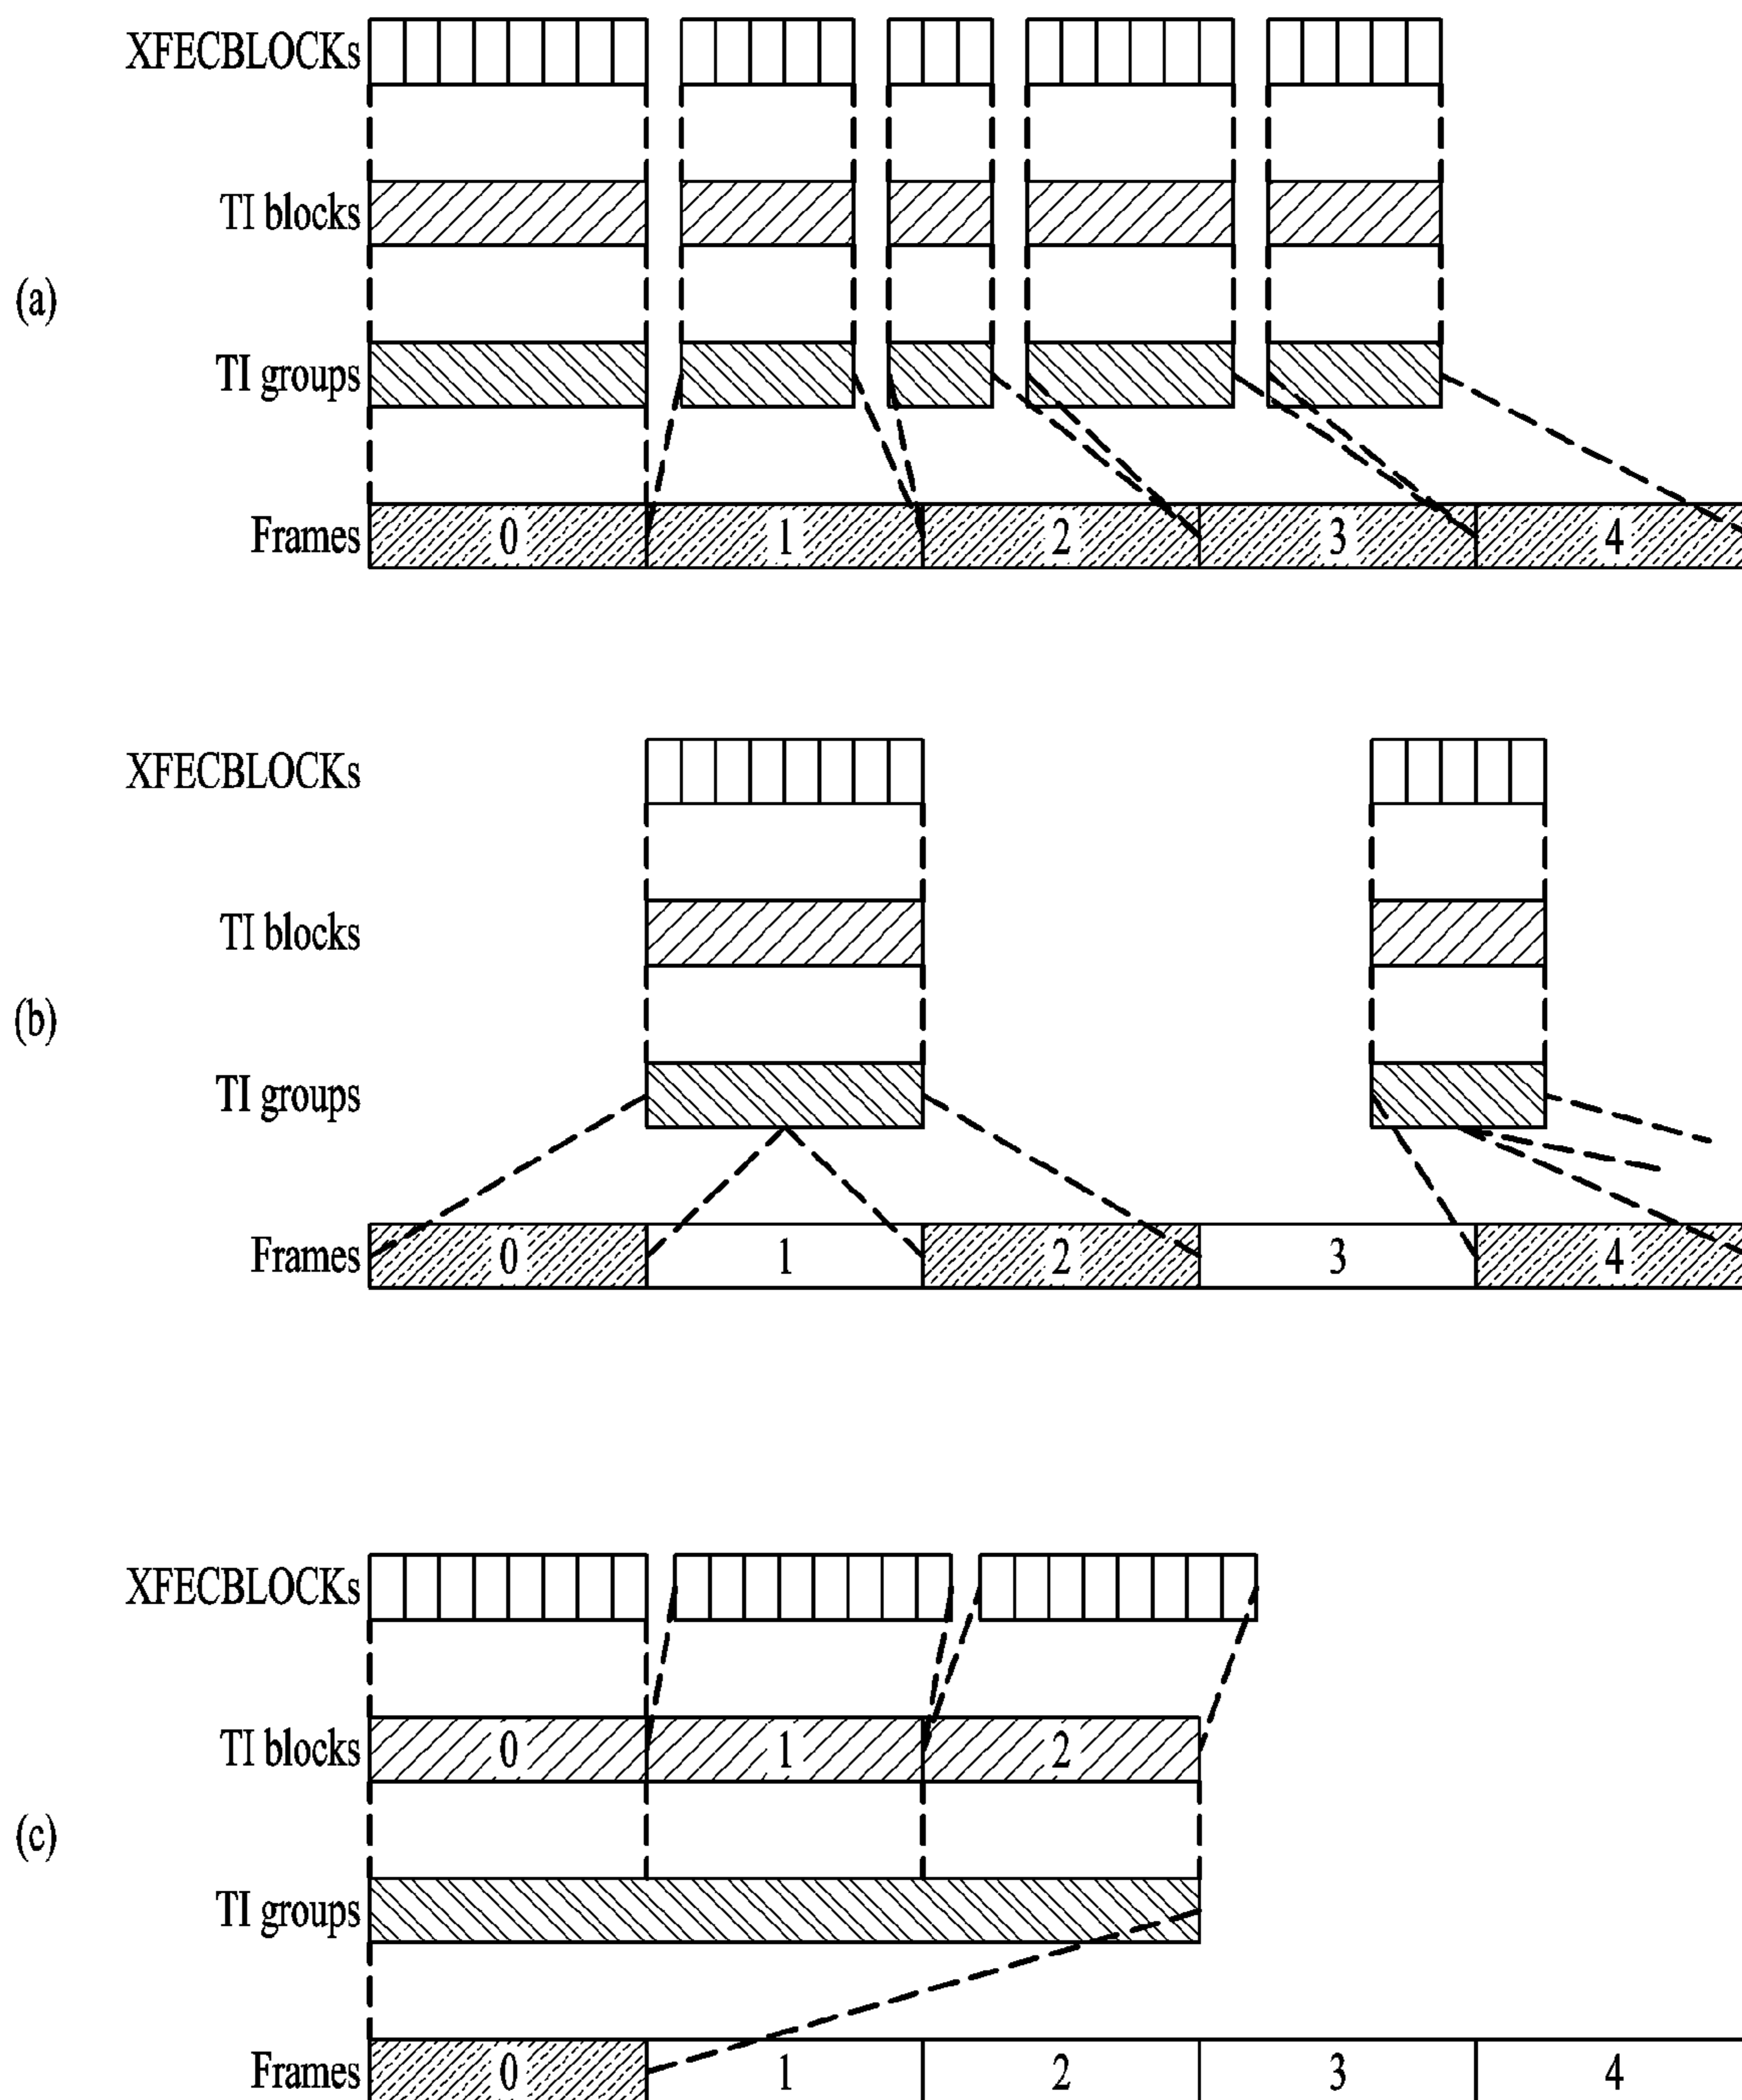 XFECBLOCKs
TI blocks
(a)
TI groups
Frames 0 1 2 3 4
XFECBLOCKs
TI blocks
(b)
TI groups
Frames 0 1 2 3 4
XFECBLOCKs
TI blocks 0 1 2
(c)
TI groups
Frames 0 1 2 3 4